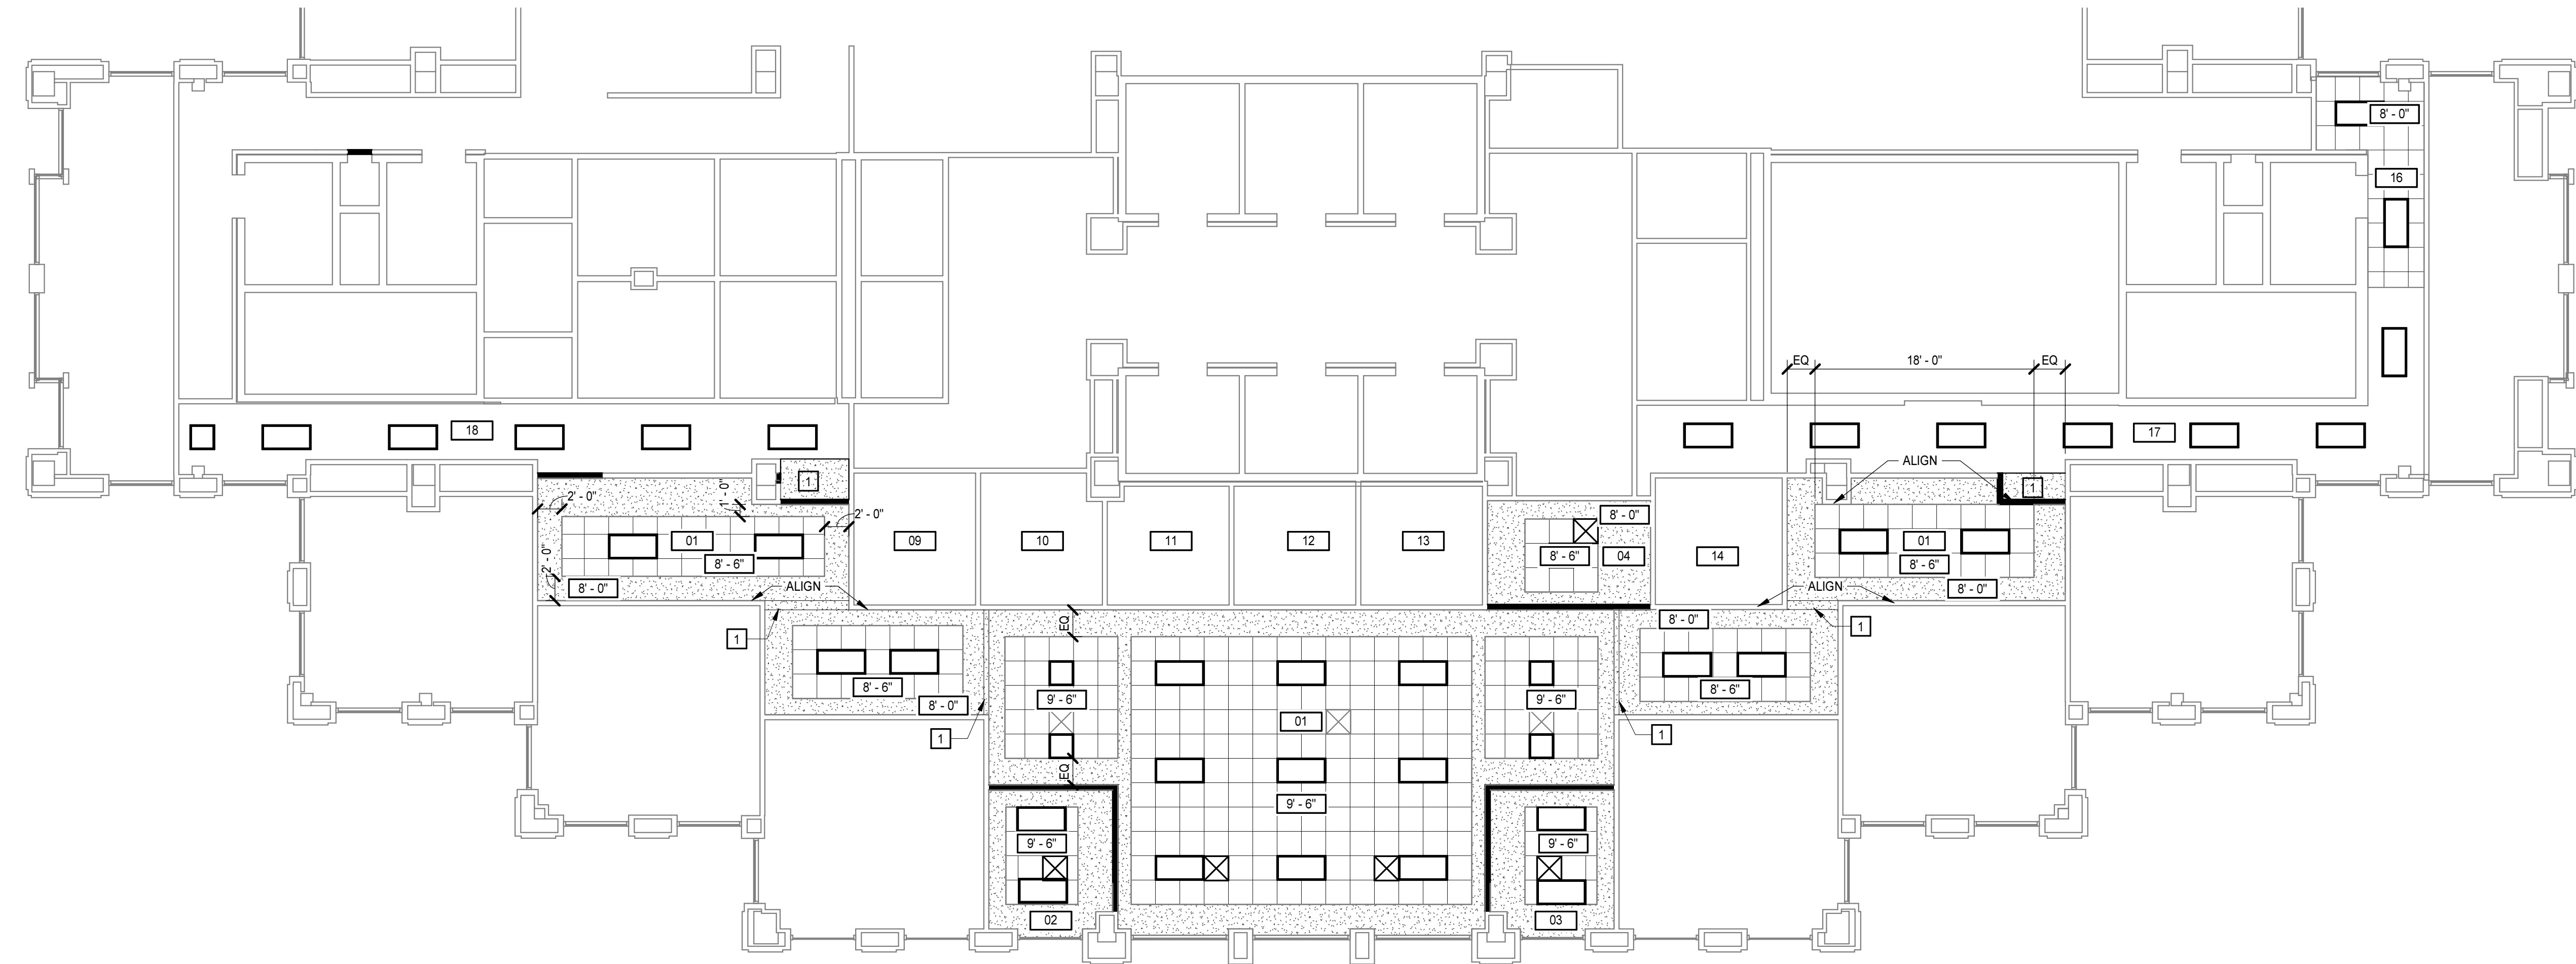 8' - 0"
16
EQ
18' - 0"
EQ
18
17
ALIGN
1
1
2' - 0"
1' - 0"
2' - 0"
8' - 0"
01
09
10
11
12
13
8' - 6"
04
14
01
8' - 6"
8' - 6"
2' - 0"
8' - 0"
ALIGN
ALIGN
8' - 0"
8' - 0"
EQ
1
1
8' - 6"
8' - 6"
9' - 6"
9' - 6"
8' - 0"
01
1
1
EQ
9' - 6"
9' - 6"
9' - 6"
02
03